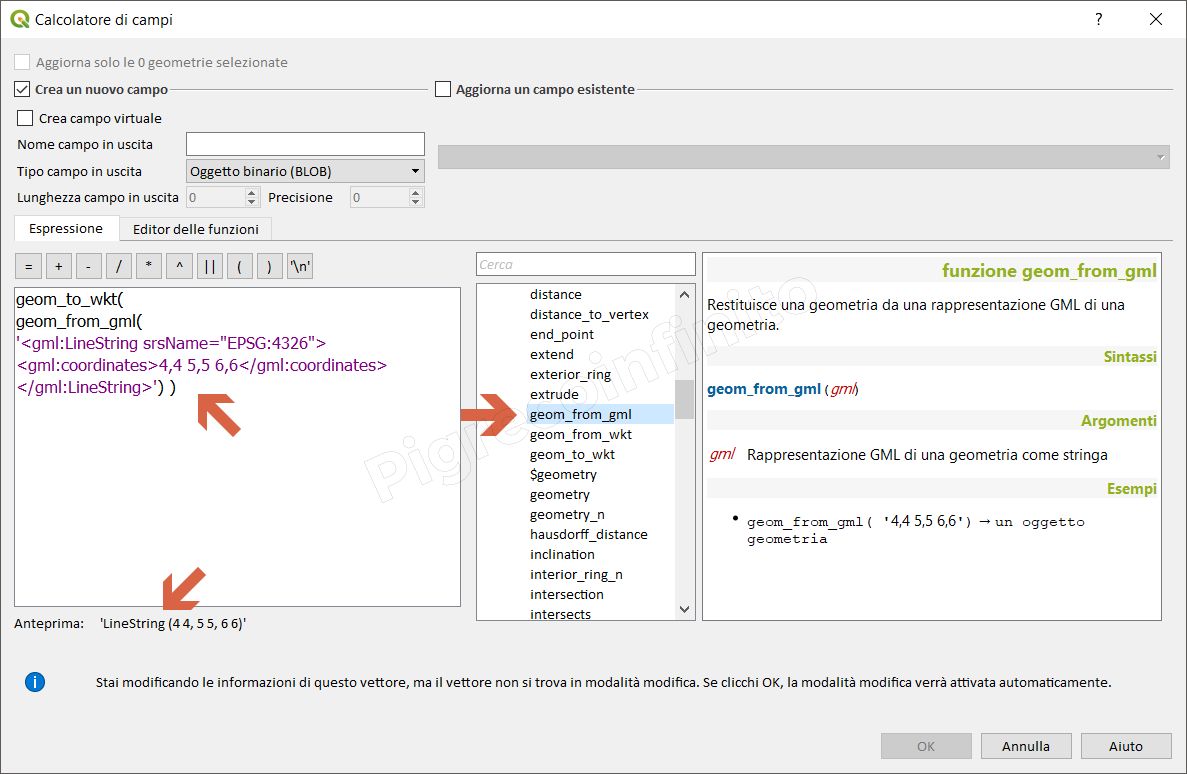 Calcolatore di campi
?
Aggiorna solo le 0 geometrie selezionate
Crea un nuovo campo
Aggiorna un campo esistente
Crea campo virtuale
Nome campo in uscita
Tipo campo in uscita
Oggetto binario (BLOB)
Lunghezza campo in uscita
0
Precisione
0
Espressione
Editor delle funzioni
= + - / * ^ || ( ) '\n'
geom_to_wkt(
geom_from_gml(
'<gml:LineString srsName="EPSG:4326">
<gml:coordinates>4,4 5,5 6,6</gml:coordinates>
</gml:LineString>') )
Anteprima: 'LineString (4 4, 5 5, 6 6)'
Cerca
distance
distance_to_vertex
end_point
extend
exterior_ring
extrude
geom_from_gml
geom_from_wkt
geom_to_wkt
$geometry
geometry
geometry_n
hausdorff_distance
inclination
interior_ring_n
intersection
intersects
funzione geom_from_gml
Restituisce una geometria da una rappresentazione GML di una
geometria.
Sintassi
geom_from_gml(gml)
Argomenti
gml Rappresentazione GML di una geometria come stringa
Esempi
• geom_from_gml( '4,4 5,5 6,6') → un oggetto
geometria
Pigrecoinfinito
Stai modificando le informazioni di questo vettore, ma il vettore non si trova in modalità modifica. Se clicchi OK, la modalità modifica verrà attivata automaticamente.
OK
Annulla
Aiuto